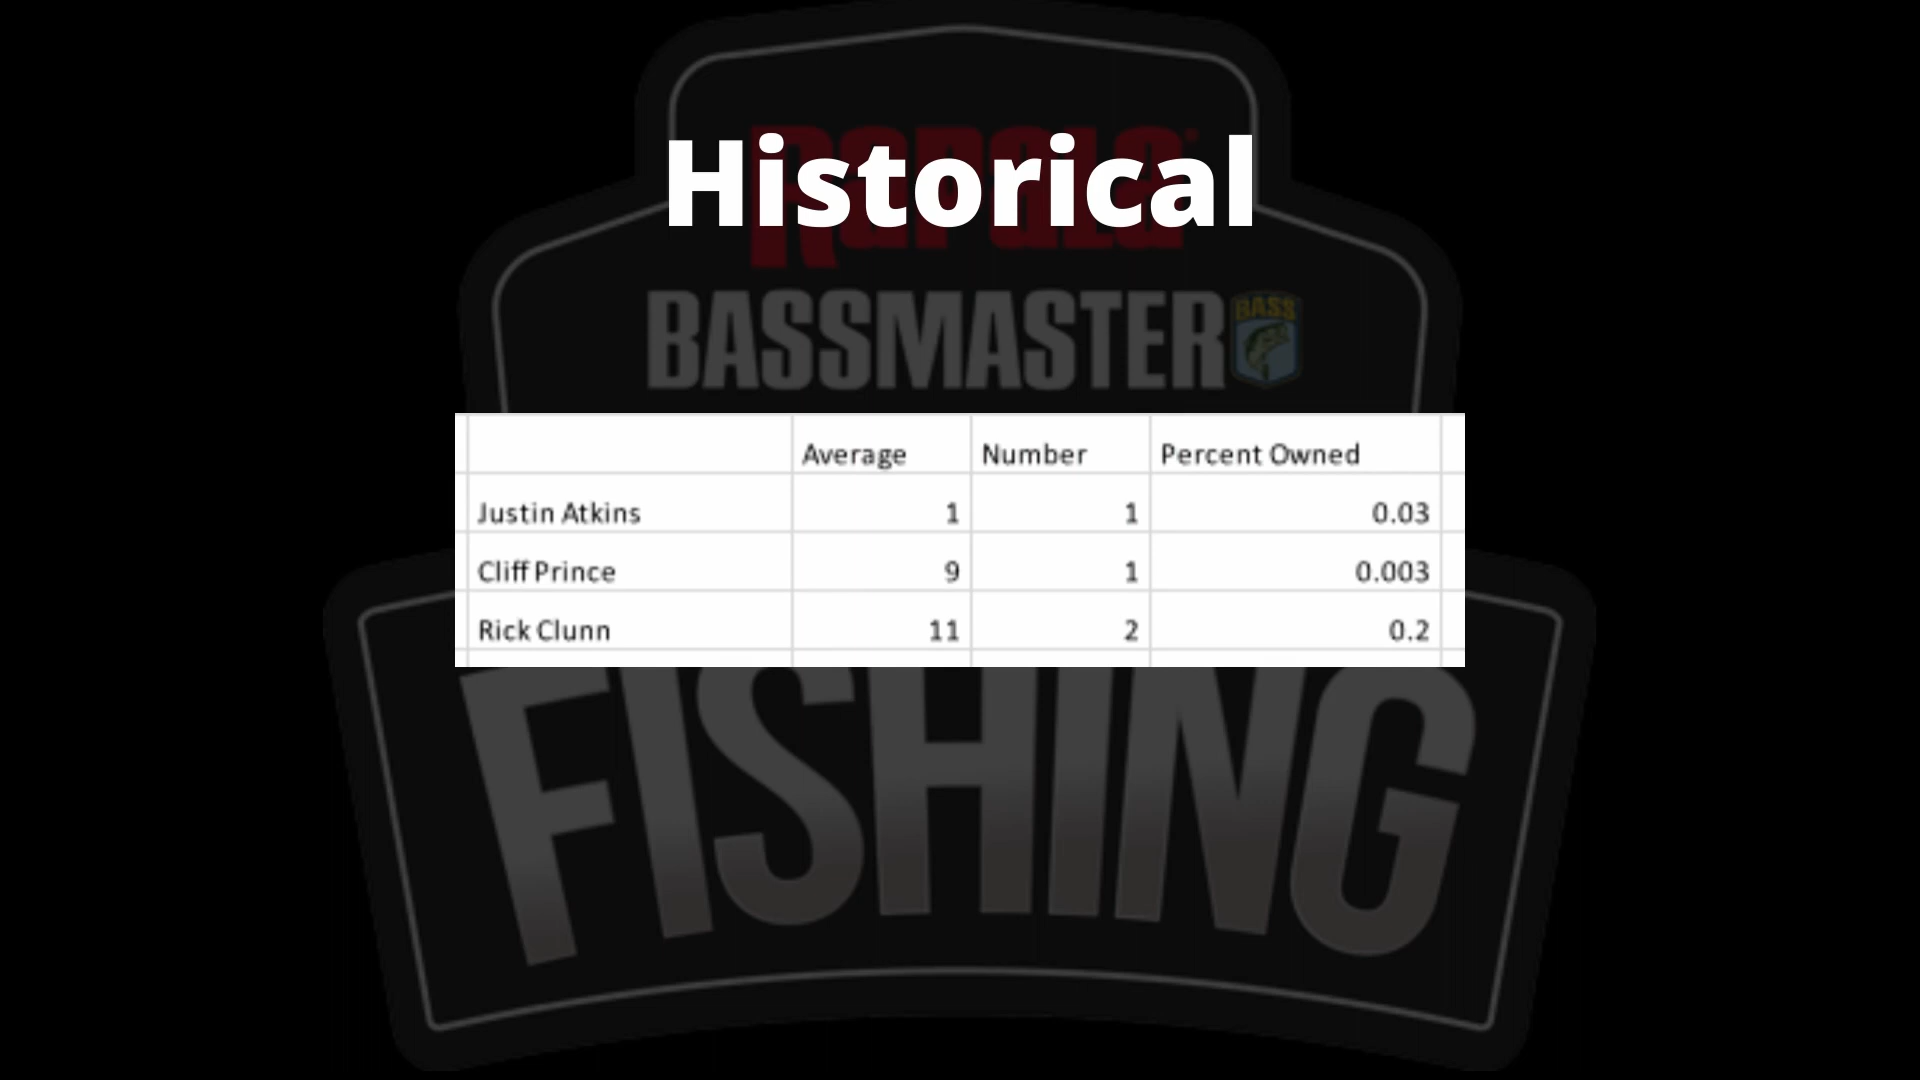 Historical
Rapala
BASSMASTER
BASS
Average Number Percent Owned
Justin Atkins 1 1 0.03
Cliff Prince 9 1 0.003
Rick Clunn 11 2 0.2
FISHING